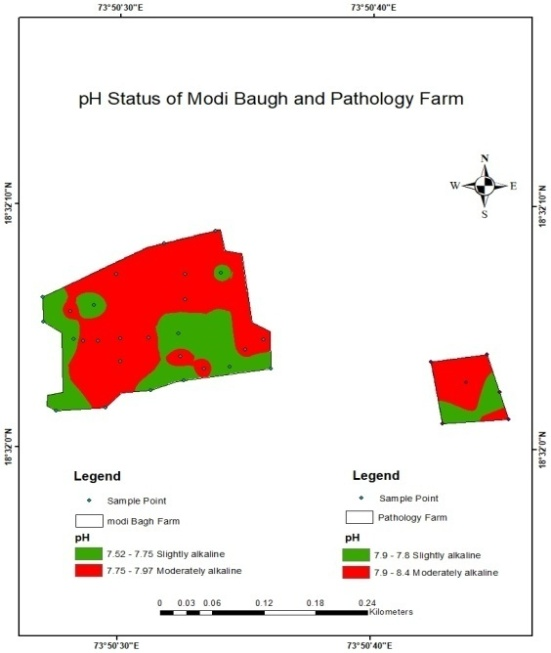 73°50'30"E 73°50'40"E
pH Status of Modi Baugh and Pathology Farm
N
W E
S
18°32'10"N 18°32'10"N
18°32'0"N 18°32'0"N
Legend
Sample Point
modi Bagh Farm
pH
7.52 - 7.75 Slightly alkaline
7.75 - 7.97 Moderately alkaline
Legend
Sample Point
Pathology Farm
pH
7.9 - 7.8 Slightly alkaline
7.9 - 8.4 Moderately alkaline
0 0.03 0.06 0.12 0.18 0.24
Kilometers
73°50'30"E 73°50'40"E